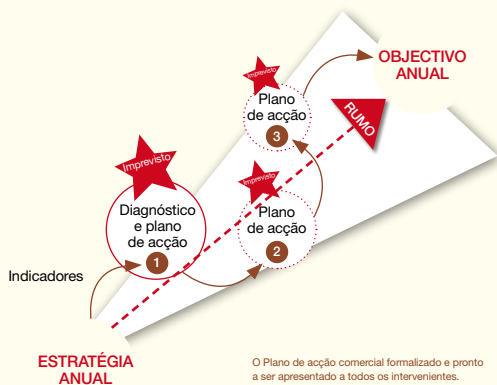 OBJECTIVO
ANUAL
Imprevisto
Plano
de acção
3
RUMO
Imprevisto
Diagnóstico
e plano
de acção
1
Imprevisto
Plano
de acção
2
Indicadores
ESTRATÉGIA
ANUAL
O Plano de acção comercial formalizado e pronto
a ser apresentado a todos os intervenientes.